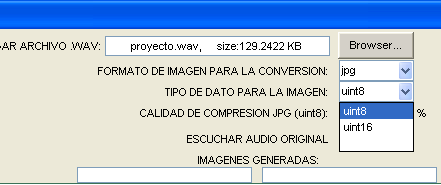 GAR ARCHIVO .WAV: proyecto.wav, size:129.2422 KB Browser...
FORMATO DE IMAGEN PARA LA CONVERSION: jpg
TIPO DE DATO PARA LA IMAGEN: uint8
CALIDAD DE COMPRESION JPG (uint8): uint8 %
uint16
ESCUCHAR AUDIO ORIGINAL
IMAGENES GENERADAS: